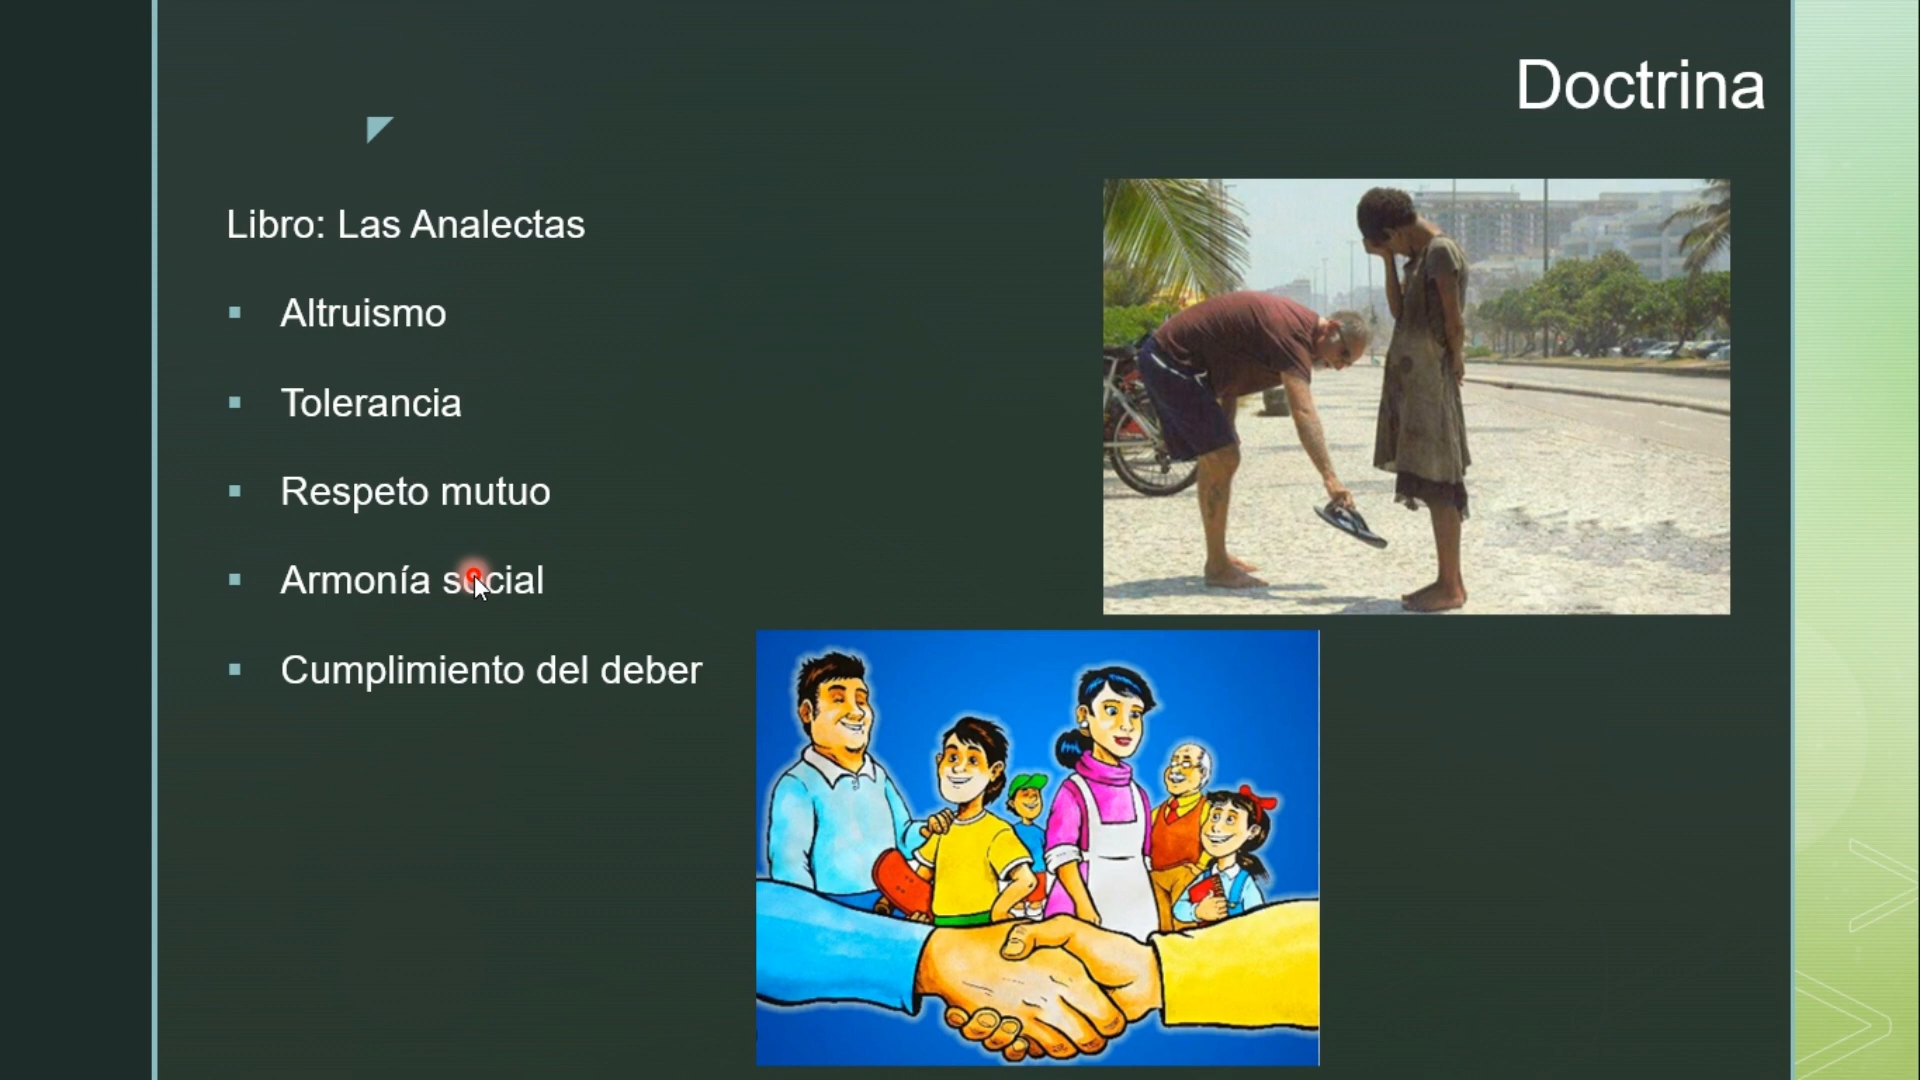 Doctrina
Libro: Las Analectas
Altruismo
Tolerancia
Respeto mutuo
Armonía social
Cumplimiento del deber